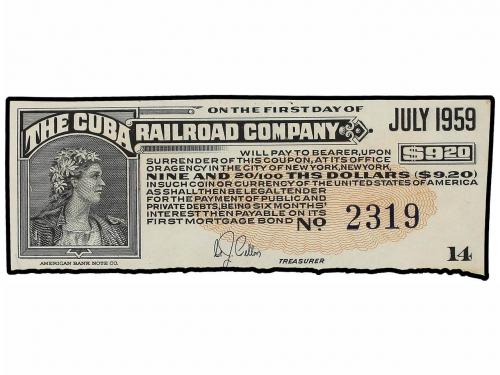 ON THE FIRST DAY OF
JULY 1959
THE CUBA RAILROAD COMPANY
$9.20
WILL PAY TO BEARER, UPON
SURRENDER OF THIS COUPON, AT ITS OFFICE
OR AGENCY IN THE CITY OF NEW YORK, NEW YORK,
NINE AND 20/100 THS DOLLARS ($9.20)
IN SUCH COIN OR CURRENCY OF THE UNITED STATES OF AMERICA
AS SHALL THEN BE LEGAL TENDER
FOR THE PAYMENT OF PUBLIC AND
PRIVATE DEBTS, BEING SIX MONTHS'
INTEREST THEN PAYABLE ON ITS
FIRST MORTGAGE BOND
No 2319
14
TREASURER
AMERICAN BANK NOTE CO.